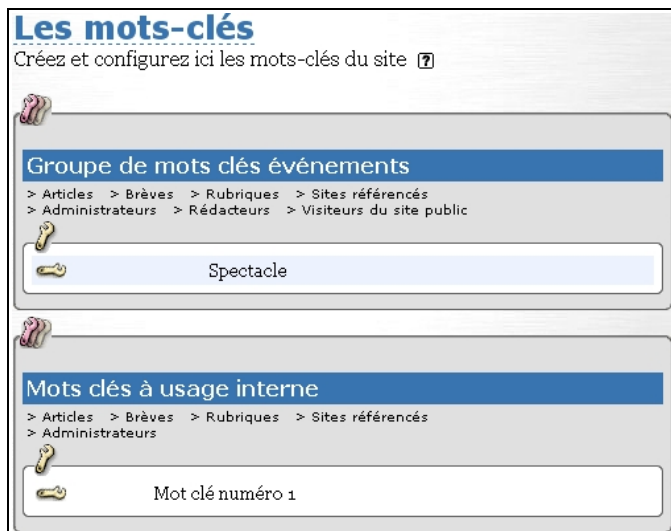 Les mots-clés
Créez et configurez ici les mots-clés du site ?
Groupe de mots clés événements
> Articles > Brèves > Rubriques > Sites référencés
> Administrateurs > Rédacteurs > Visiteurs du site public
Spectacle
Mots clés à usage interne
> Articles > Brèves > Rubriques > Sites référencés
> Administrateurs
Mot clé numéro 1